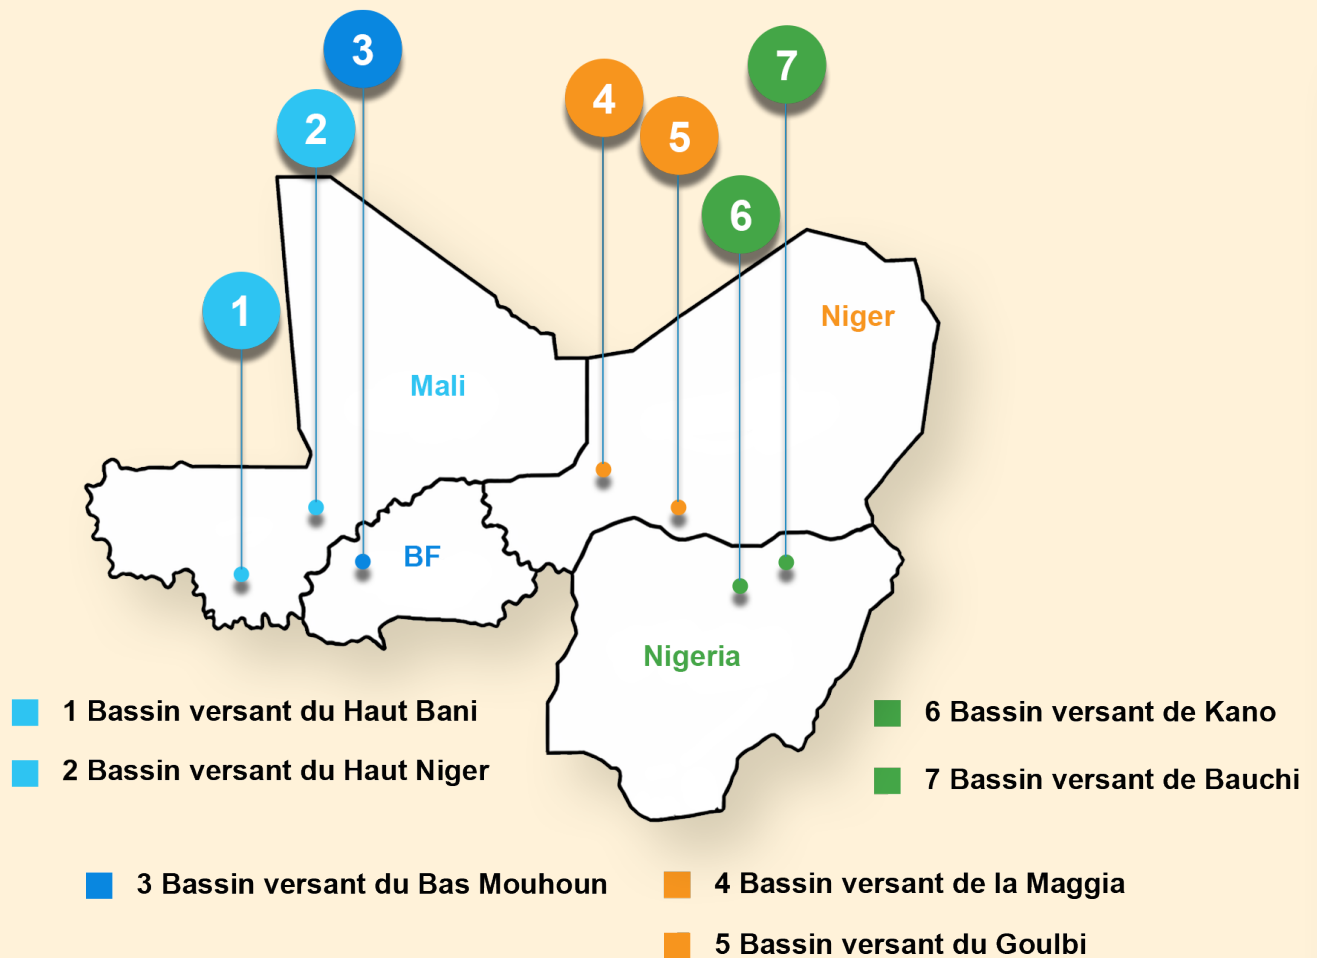 3
7
4
2
5
6
1
Niger
Mali
BF
Nigeria
1 Bassin versant du Haut Bani
2 Bassin versant du Haut Niger
6 Bassin versant de Kano
7 Bassin versant de Bauchi
3 Bassin versant du Bas Mouhoun
4 Bassin versant de la Maggia
5 Bassin versant du Goulbi